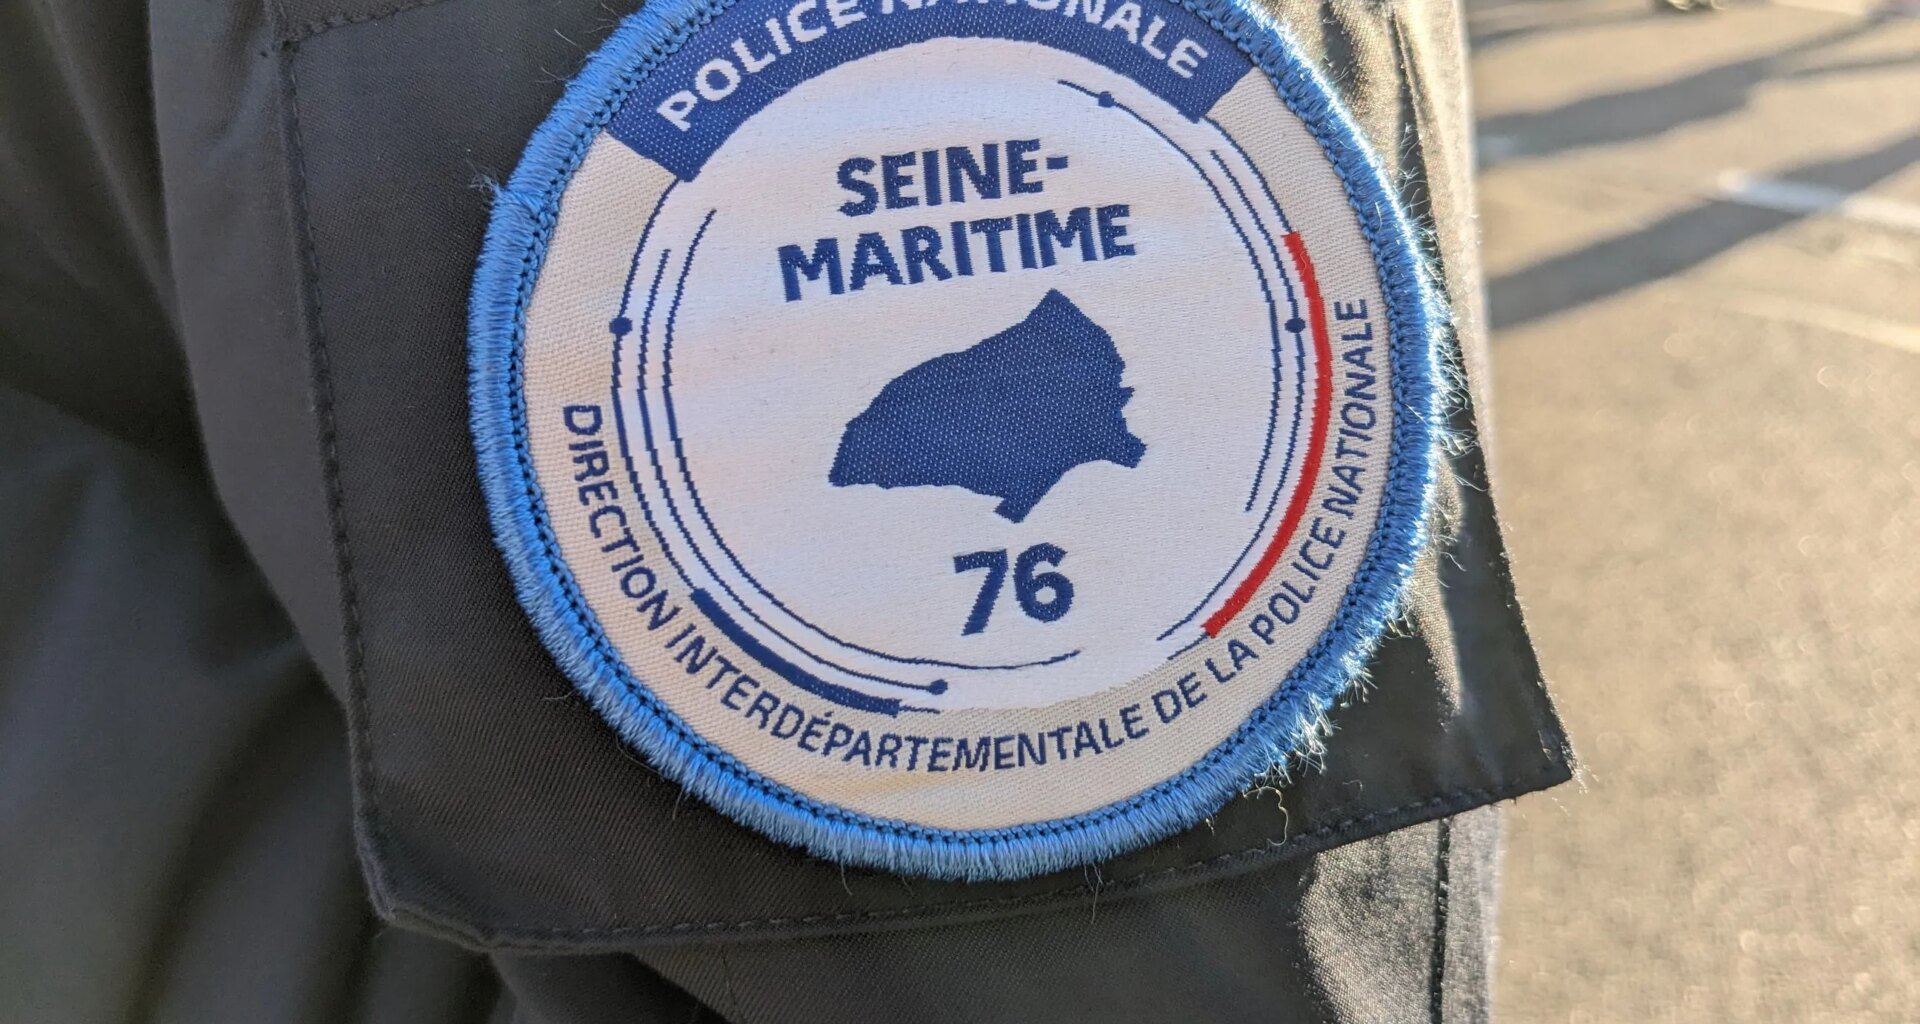 POLICE NATIONALE
SEINE-
MARITIME
76
DIRECTION INTERDÉPARTEMENTALE DE LA POLICE NATIONALE